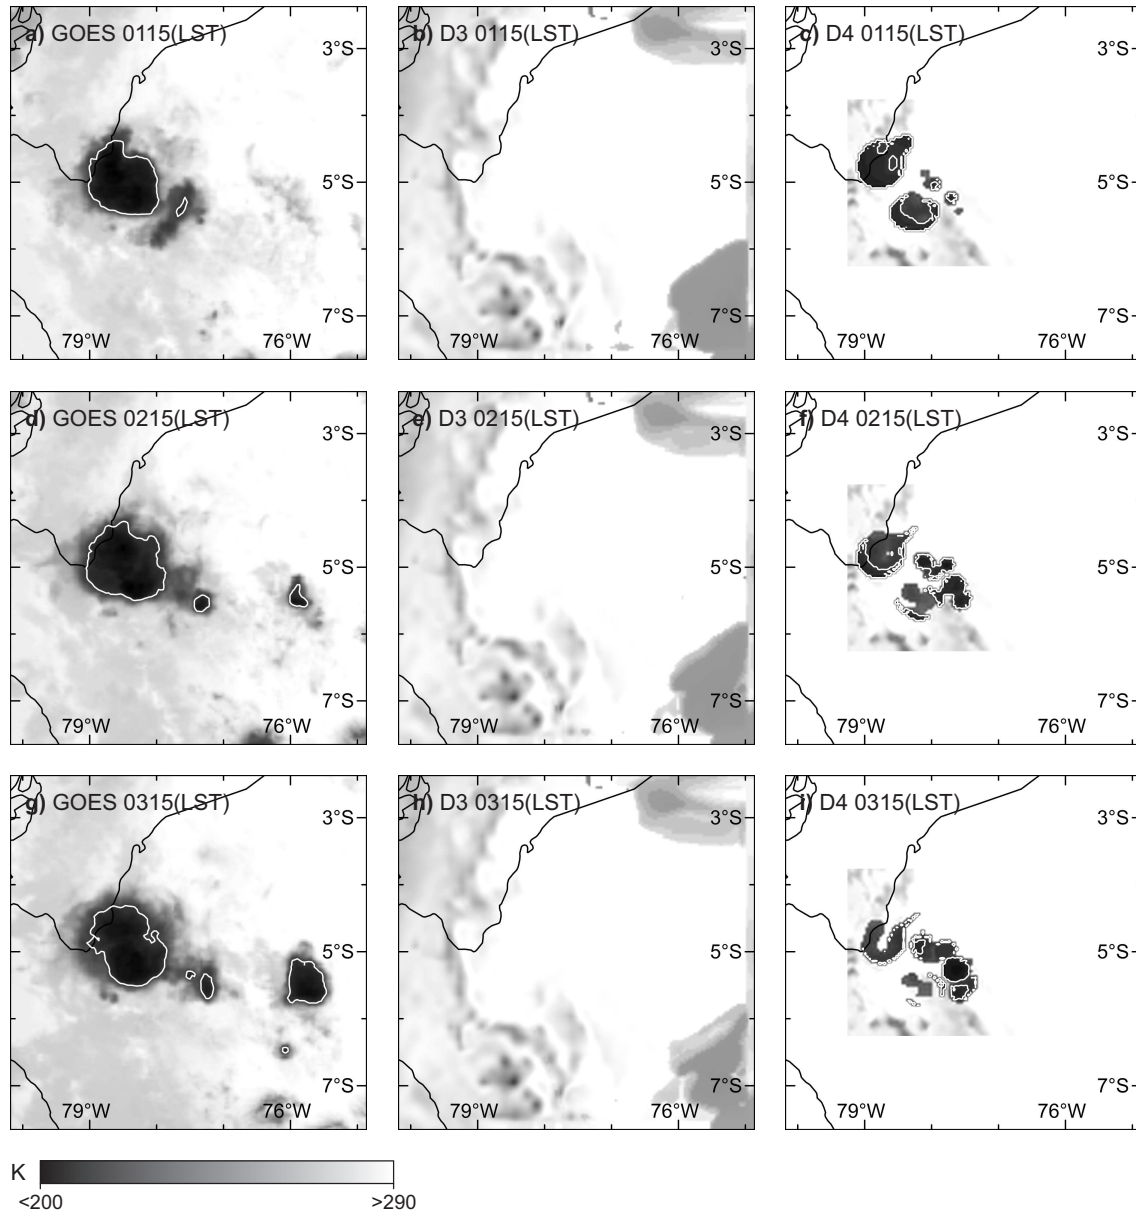 a) GOES 0115(LST)
3°S
5°S
7°S
79°W
76°W
b) D3 0115(LST)
3°S
5°S
7°S
79°W
76°W
c) D4 0115(LST)
3°S
5°S
7°S
79°W
76°W
d) GOES 0215(LST)
3°S
5°S
7°S
79°W
76°W
e) D3 0215(LST)
3°S
5°S
7°S
79°W
76°W
f) D4 0215(LST)
3°S
5°S
7°S
79°W
76°W
g) GOES 0315(LST)
3°S
5°S
7°S
79°W
76°W
h) D3 0315(LST)
3°S
5°S
7°S
79°W
76°W
i) D4 0315(LST)
3°S
5°S
7°S
79°W
76°W
K
<200
>290